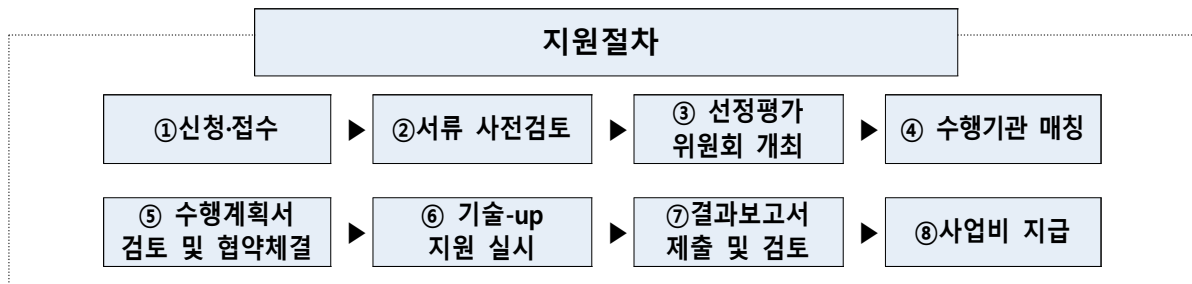 지원절차
①신청·접수 ▶ ②서류 사전검토 ▶ ③ 선정평가 위원회 개최 ▶ ④ 수행기관 매칭
⑤ 수행계획서 검토 및 협약체결 ▶ ⑥ 기술-up 지원 실시 ▶ ⑦결과보고서 제출 및 검토 ▶ ⑧사업비 지급